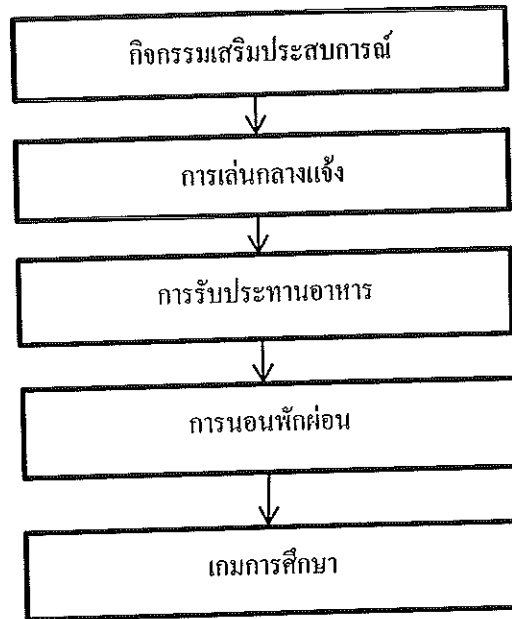 กิจกรรมเสริมประสบการณ์
การเล่นกลางแจ้ง
การรับประทานอาหาร
การนอนพักผ่อน
เกมการศึกษา